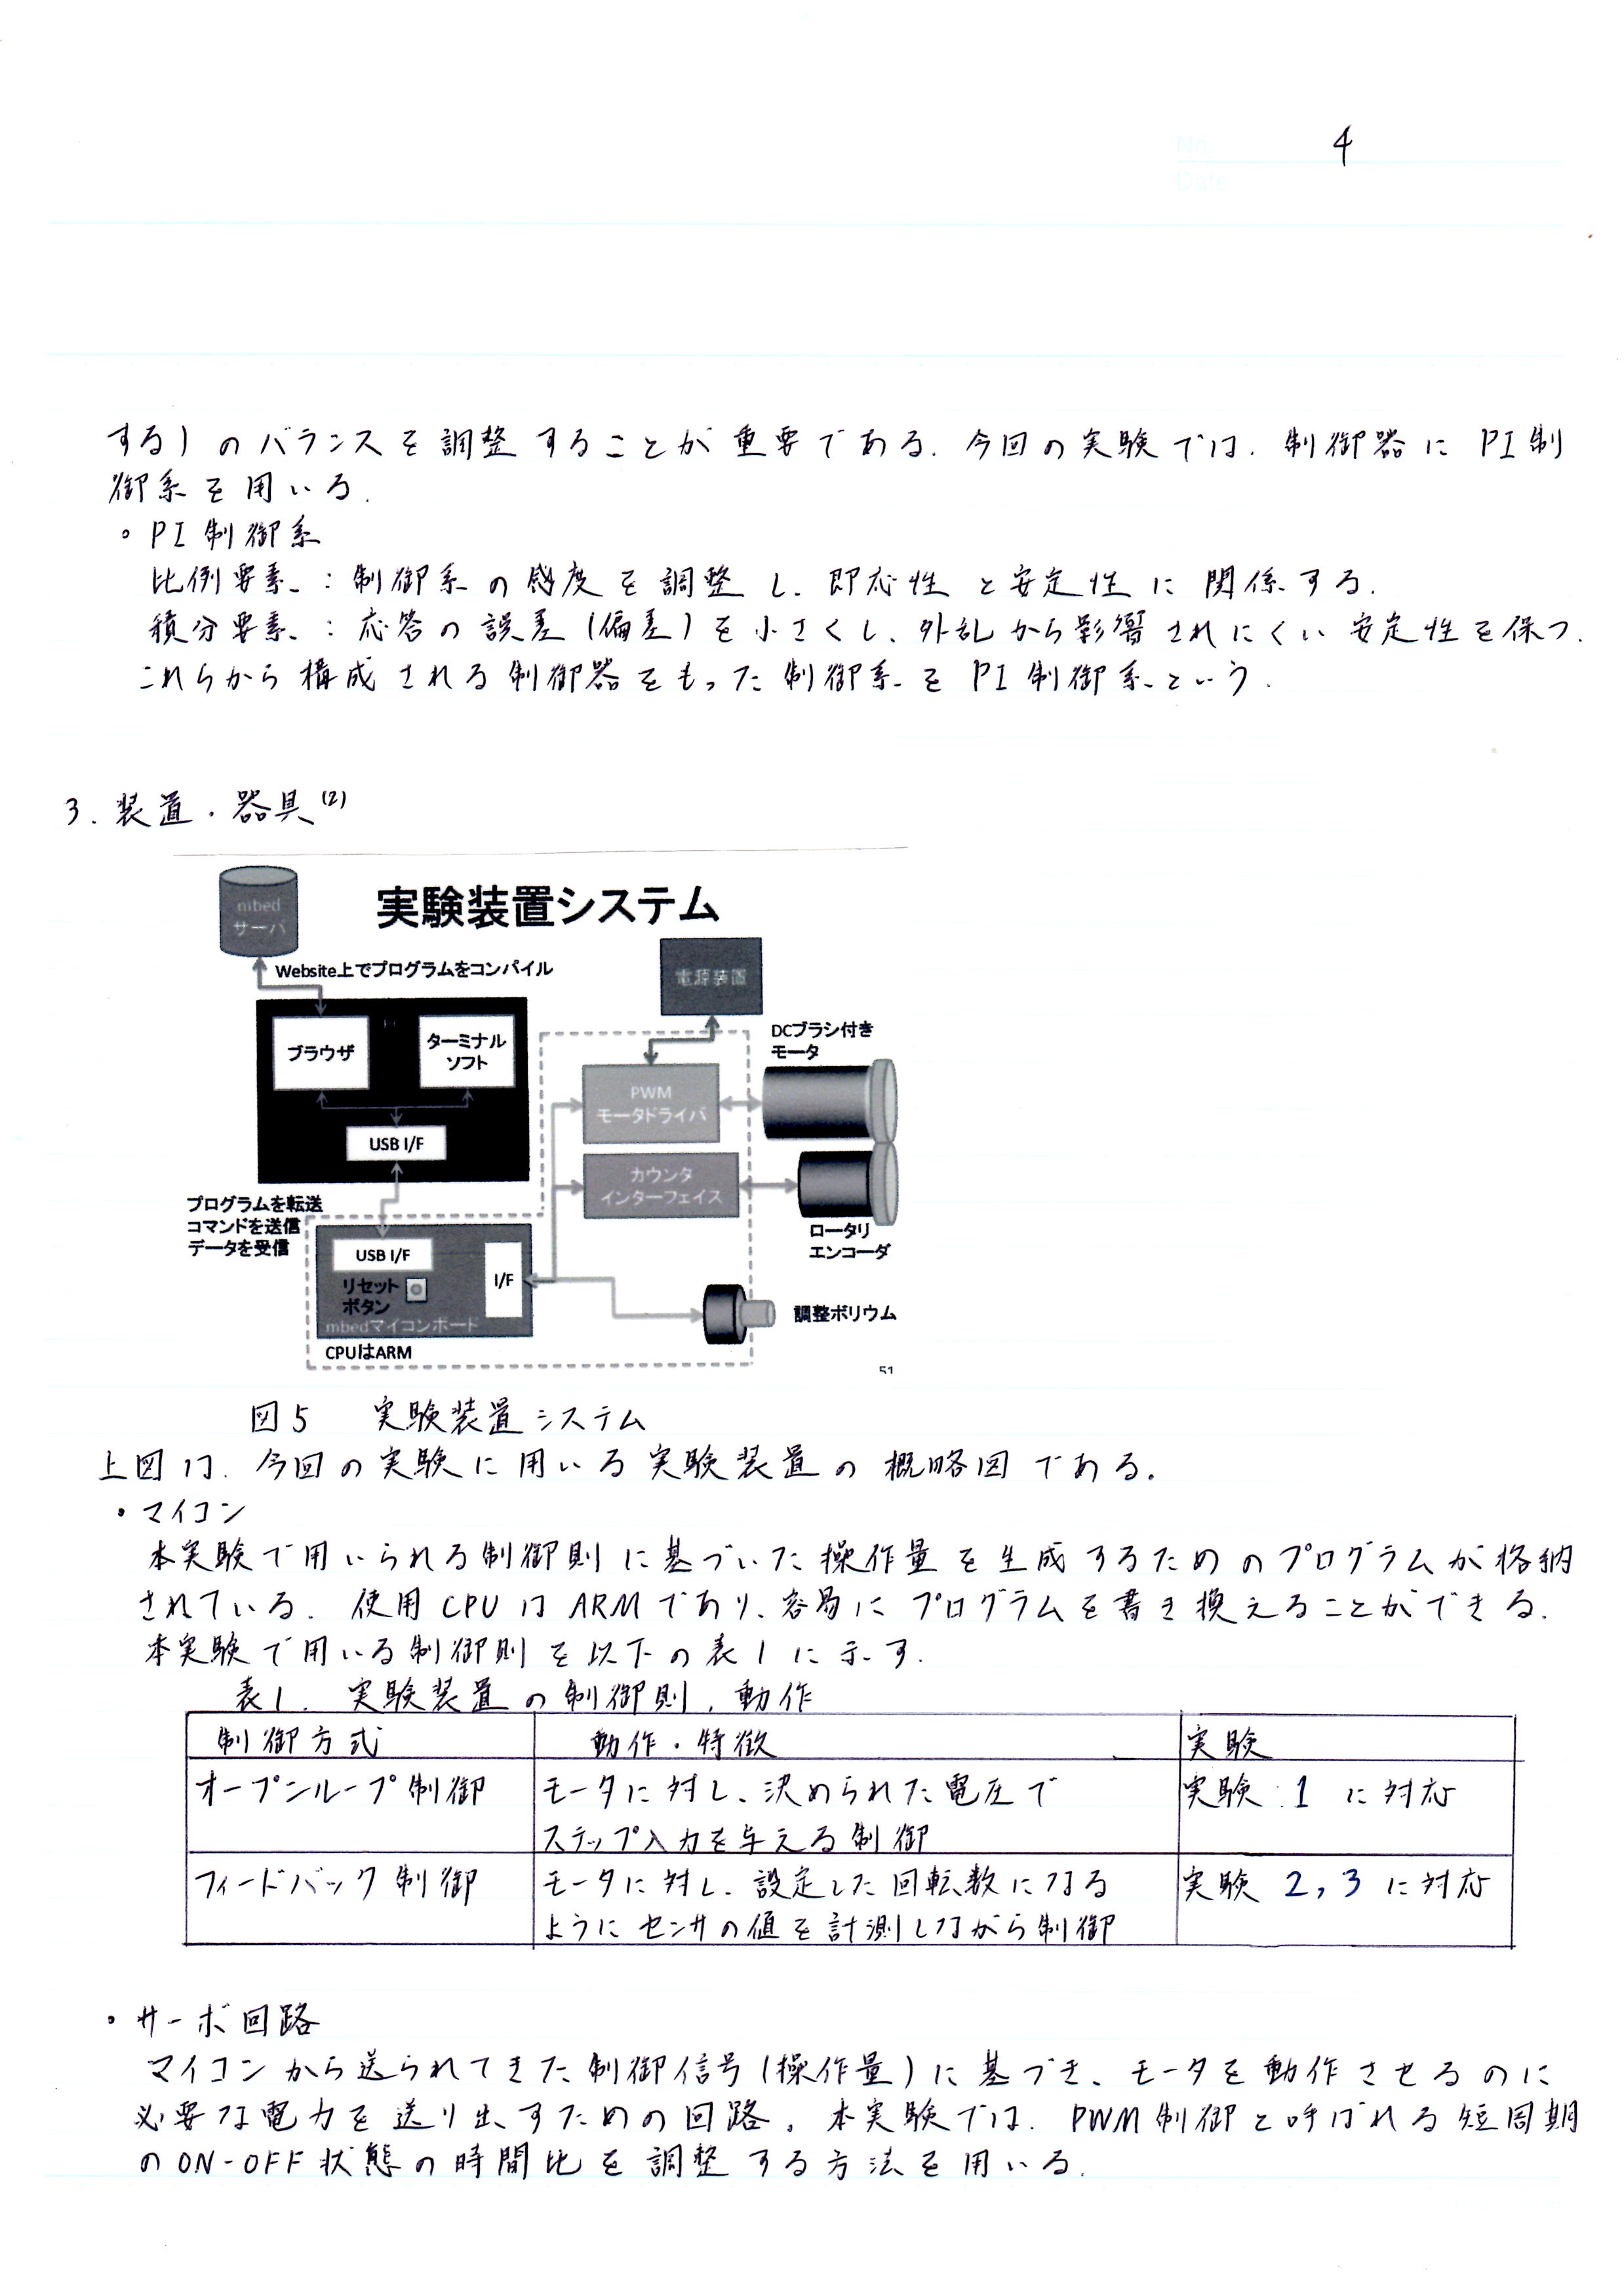 No.
4
Date
する)のバランスを調整することが重要である. 今回の実験では. 制御器に PI制
御系を用いる.
。PI制御系
比例要素 : 制御系の感度を調整し、即応性と安定性に関係する.
積分要素 : 応答の誤差(偏差)を小さくし、外乱から影響されにくい安定性を保つ.
これらから構成される制御器をもった制御系をPI制御系という.
3. 装置・器具(2)
実験装置システム
mbed
サーバ
Website上でプログラムをコンパイル
電源装置
ブラウザ
ターミナル
ソフト
DCブラシ付き
モータ
PWM
モータドライバ
USB I/F
カウンタ
インターフェイス
プログラムを転送
コマンドを送信
データを受信
ロータリ
エンコーダ
USB I/F
I/F
リセット
ボタン
mbedマイコンボード
調整ボリウム
CPUはARM
51
図5 実験装置システム
上図は. 今回の実験に用いる実験装置の概略図である.
・マイコン
本実験で用いられる制御則に基づいた操作量を生成するためのプログラムが格納
されている. 使用CPUはARMであり、容易にプログラムを書き換えることができる.
本実験で用いる制御則を以下の表1に示す.
表1. 実験装置の制御則, 動作
制御方式 動作・特徴 実験
オープンループ制御 モータに対し、決められた電圧で 実験 1 に対応
ステップ入力を与える制御
フィードバック制御 モータに対し、設定した回転数になる 実験 2, 3 に対応
ようにセンサの値を計測しながら制御
・サーボ回路
マイコンから送られてきた制御信号(操作量)に基づき、モータを動作させるのに
必要な電力を送り出すための回路。本実験では. PWM制御と呼ばれる短周期
のON-OFF状態の時間比を調整する方法を用いる.